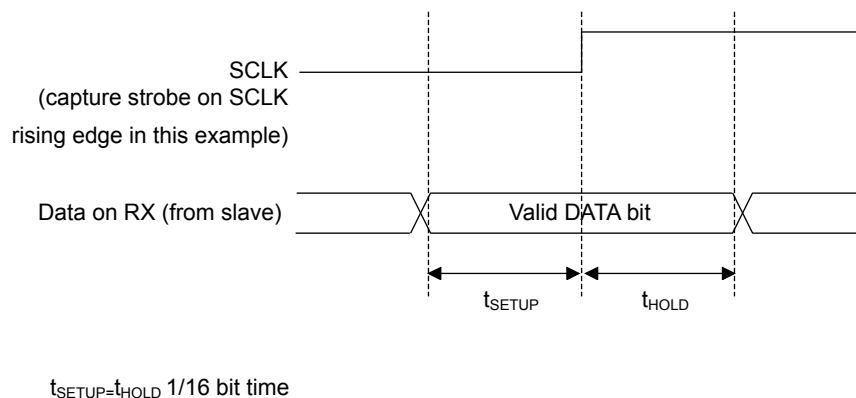 SCLK
(capture strobe on SCLK
rising edge in this example)
Data on RX (from slave)
Valid DATA bit
tSETUP
tHOLD
tSETUP=tHOLD 1/16 bit time